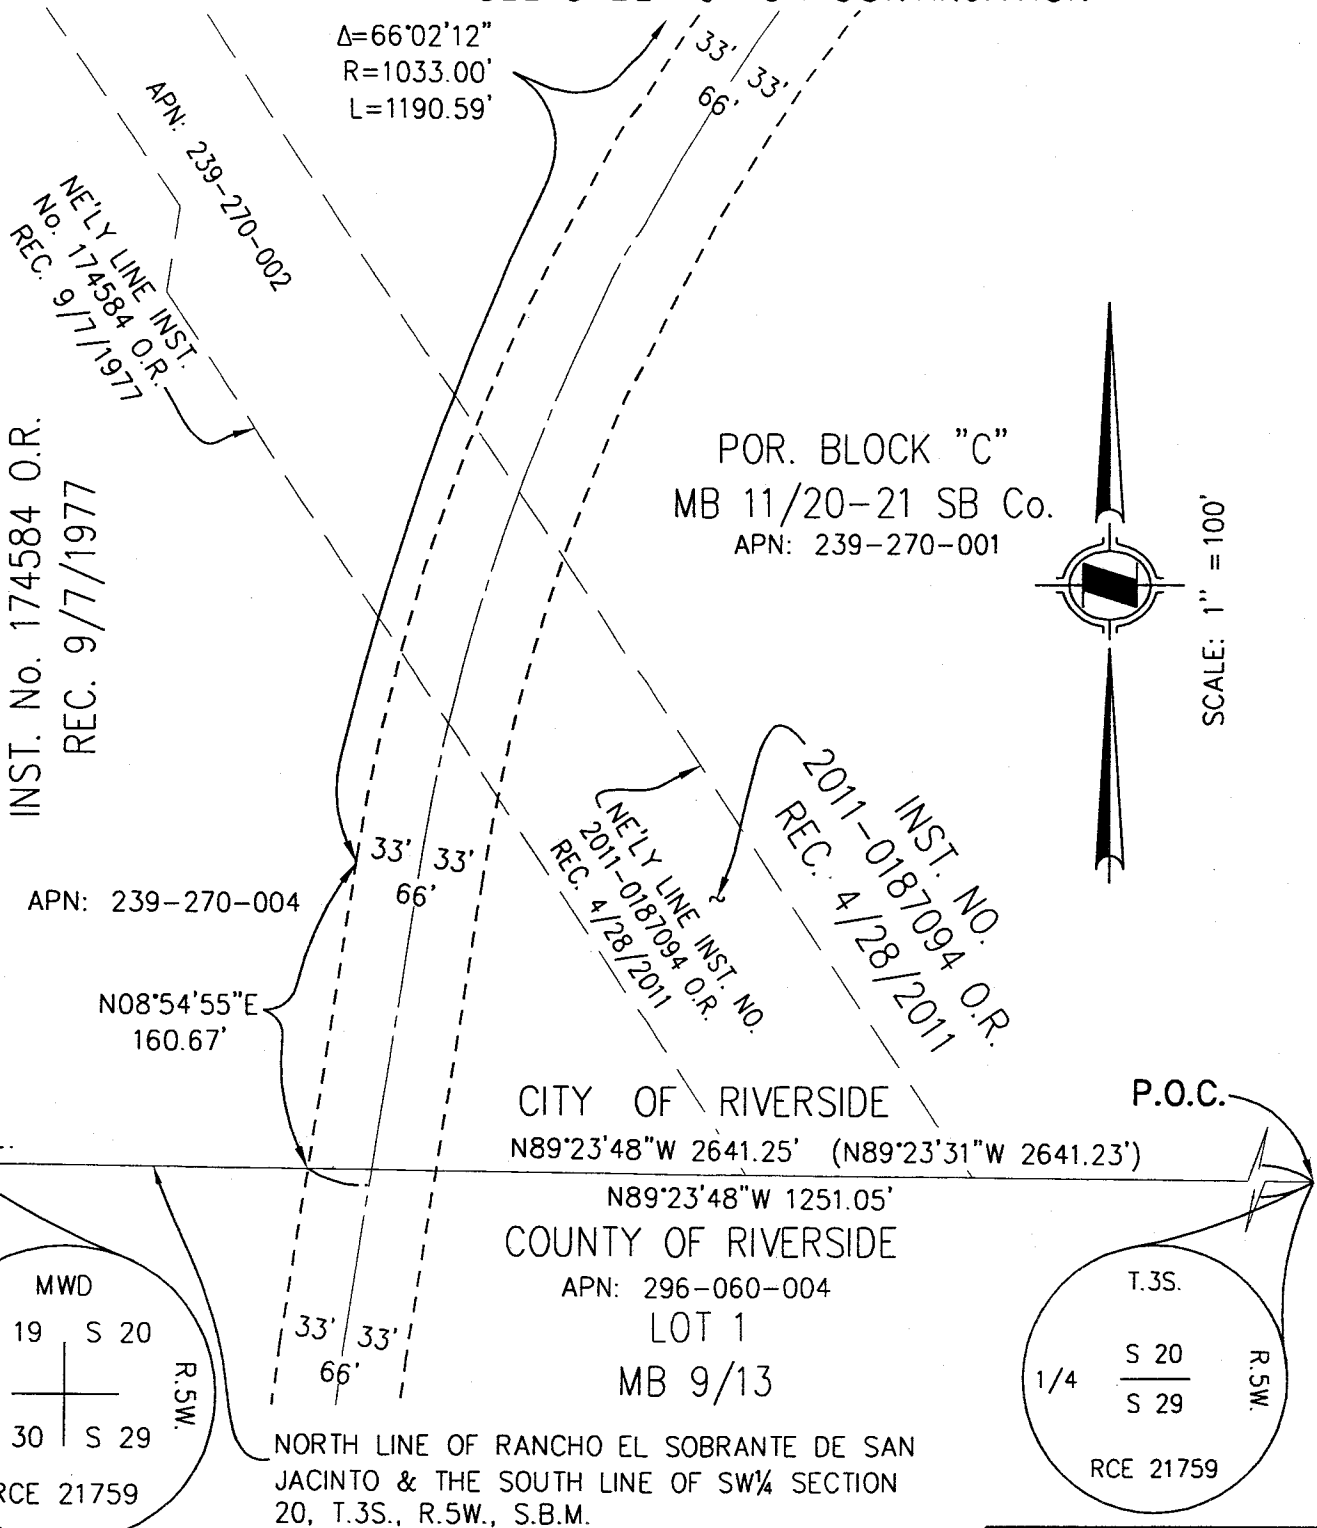 Δ=66°02'12"
R=1033.00'
L=1190.59'
33' 33'
66'
APN: 239-270-002
NE'LY LINE INST.
No. 174584 O.R.
REC. 9/7/1977
INST. No. 174584 O.R.
REC. 9/7/1977
POR. BLOCK "C"
MB 11/20-21 SB Co.
APN: 239-270-001
SCALE: 1" = 100'
33' 33'
66'
APN: 239-270-004
NE'LY LINE INST. NO.
2011-0187094 O.R.
REC. 4/28/2011
INST. NO.
2011-0187094 O.R.
REC. 4/28/2011
N08°54'55"E
160.67'
CITY OF RIVERSIDE
P.O.C.
N89°23'48"W 2641.25' (N89°23'31"W 2641.23')
N89°23'48"W 1251.05'
COUNTY OF RIVERSIDE
APN: 296-060-004
LOT 1
MB 9/13
33' 33'
66'
MWD
19 S 20
30 S 29
R.5W.
RCE 21759
T.3S.
1/4
S 20
S 29
R.5W.
RCE 21759
NORTH LINE OF RANCHO EL SOBRANTE DE SAN
JACINTO & THE SOUTH LINE OF SW¼ SECTION
20, T.3S., R.5W., S.B.M.